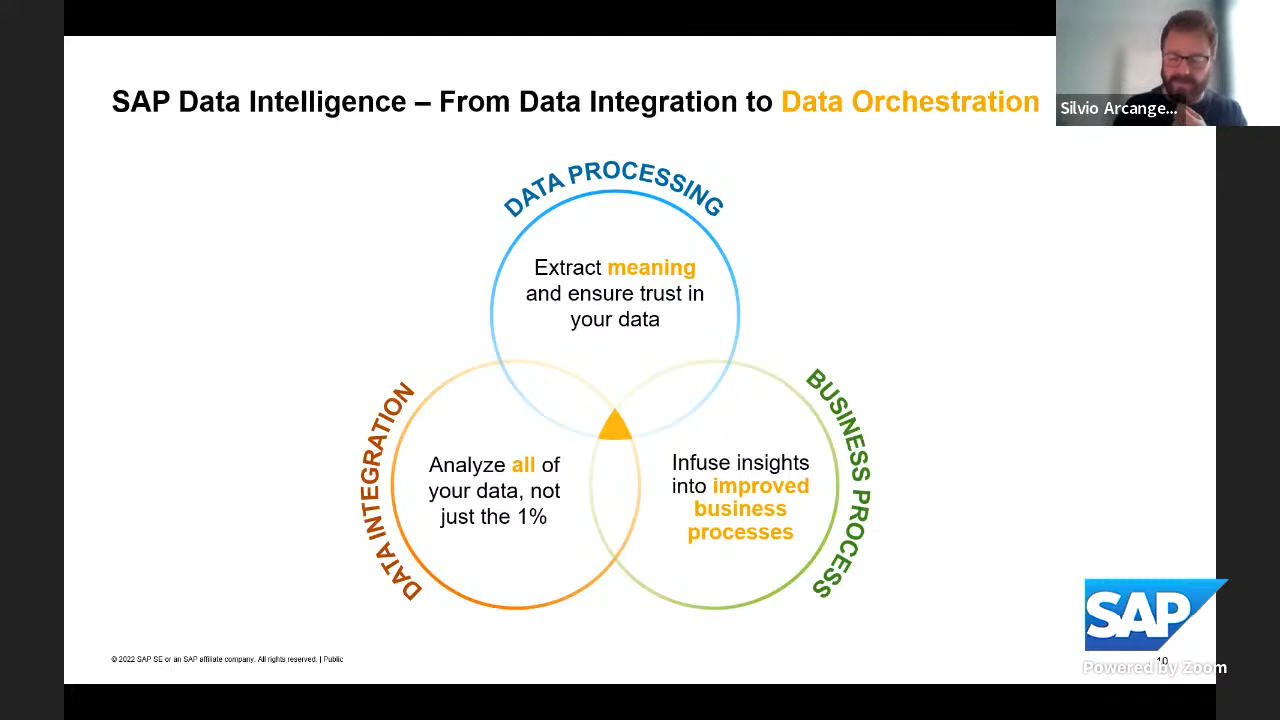 SAP Data Intelligence – From Data Integration to Data Orchestration
Silvio Arcange...
DATA PROCESSING
Extract meaning
and ensure trust in
your data
DATA INTEGRATION
Analyze all of
your data, not
just the 1%
BUSINESS PROCESS
Infuse insights
into improved
business
processes
SAP
© 2022 SAP SE or an SAP affiliate company. All rights reserved. | Public
10
Powered by Zoom